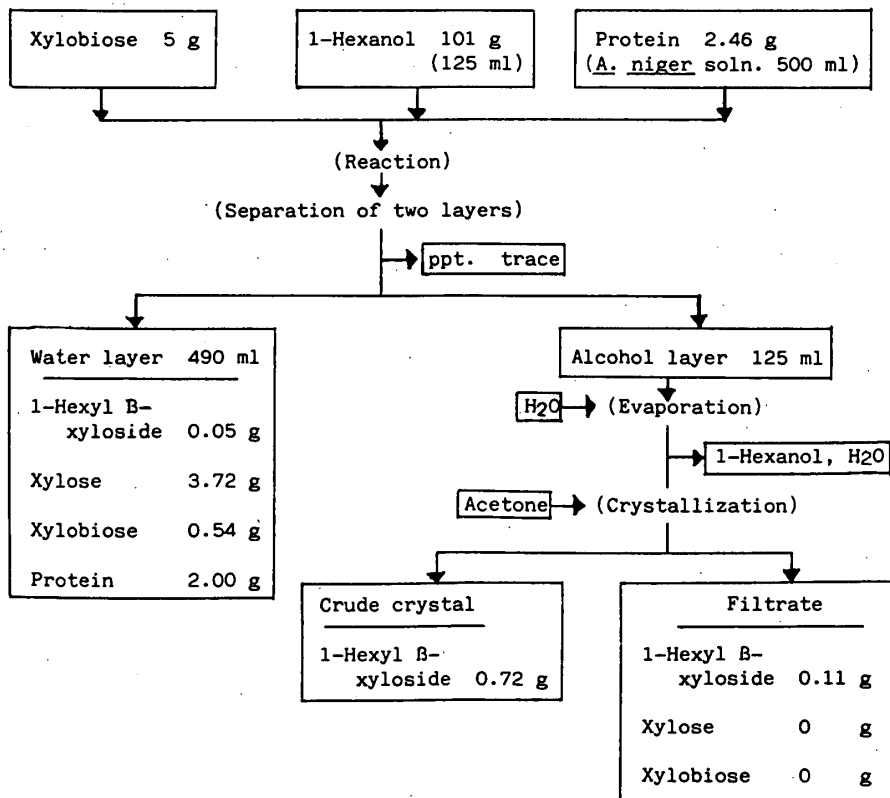 Xylobiose 5 g
1-Hexanol 101 g
(125 ml)
Protein 2.46 g
(A. niger soln. 500 ml)
(Reaction)
(Separation of two layers)
ppt. trace
Water layer 490 ml
1-Hexyl ß-
xyloside 0.05 g
Xylose 3.72 g
Xylobiose 0.54 g
Protein 2.00 g
Alcohol layer 125 ml
H2O
(Evaporation)
1-Hexanol, H2O
Acetone
(Crystallization)
Crude crystal
1-Hexyl ß-
xyloside 0.72 g
Filtrate
1-Hexyl ß-
xyloside 0.11 g
Xylose 0 g
Xylobiose 0 g